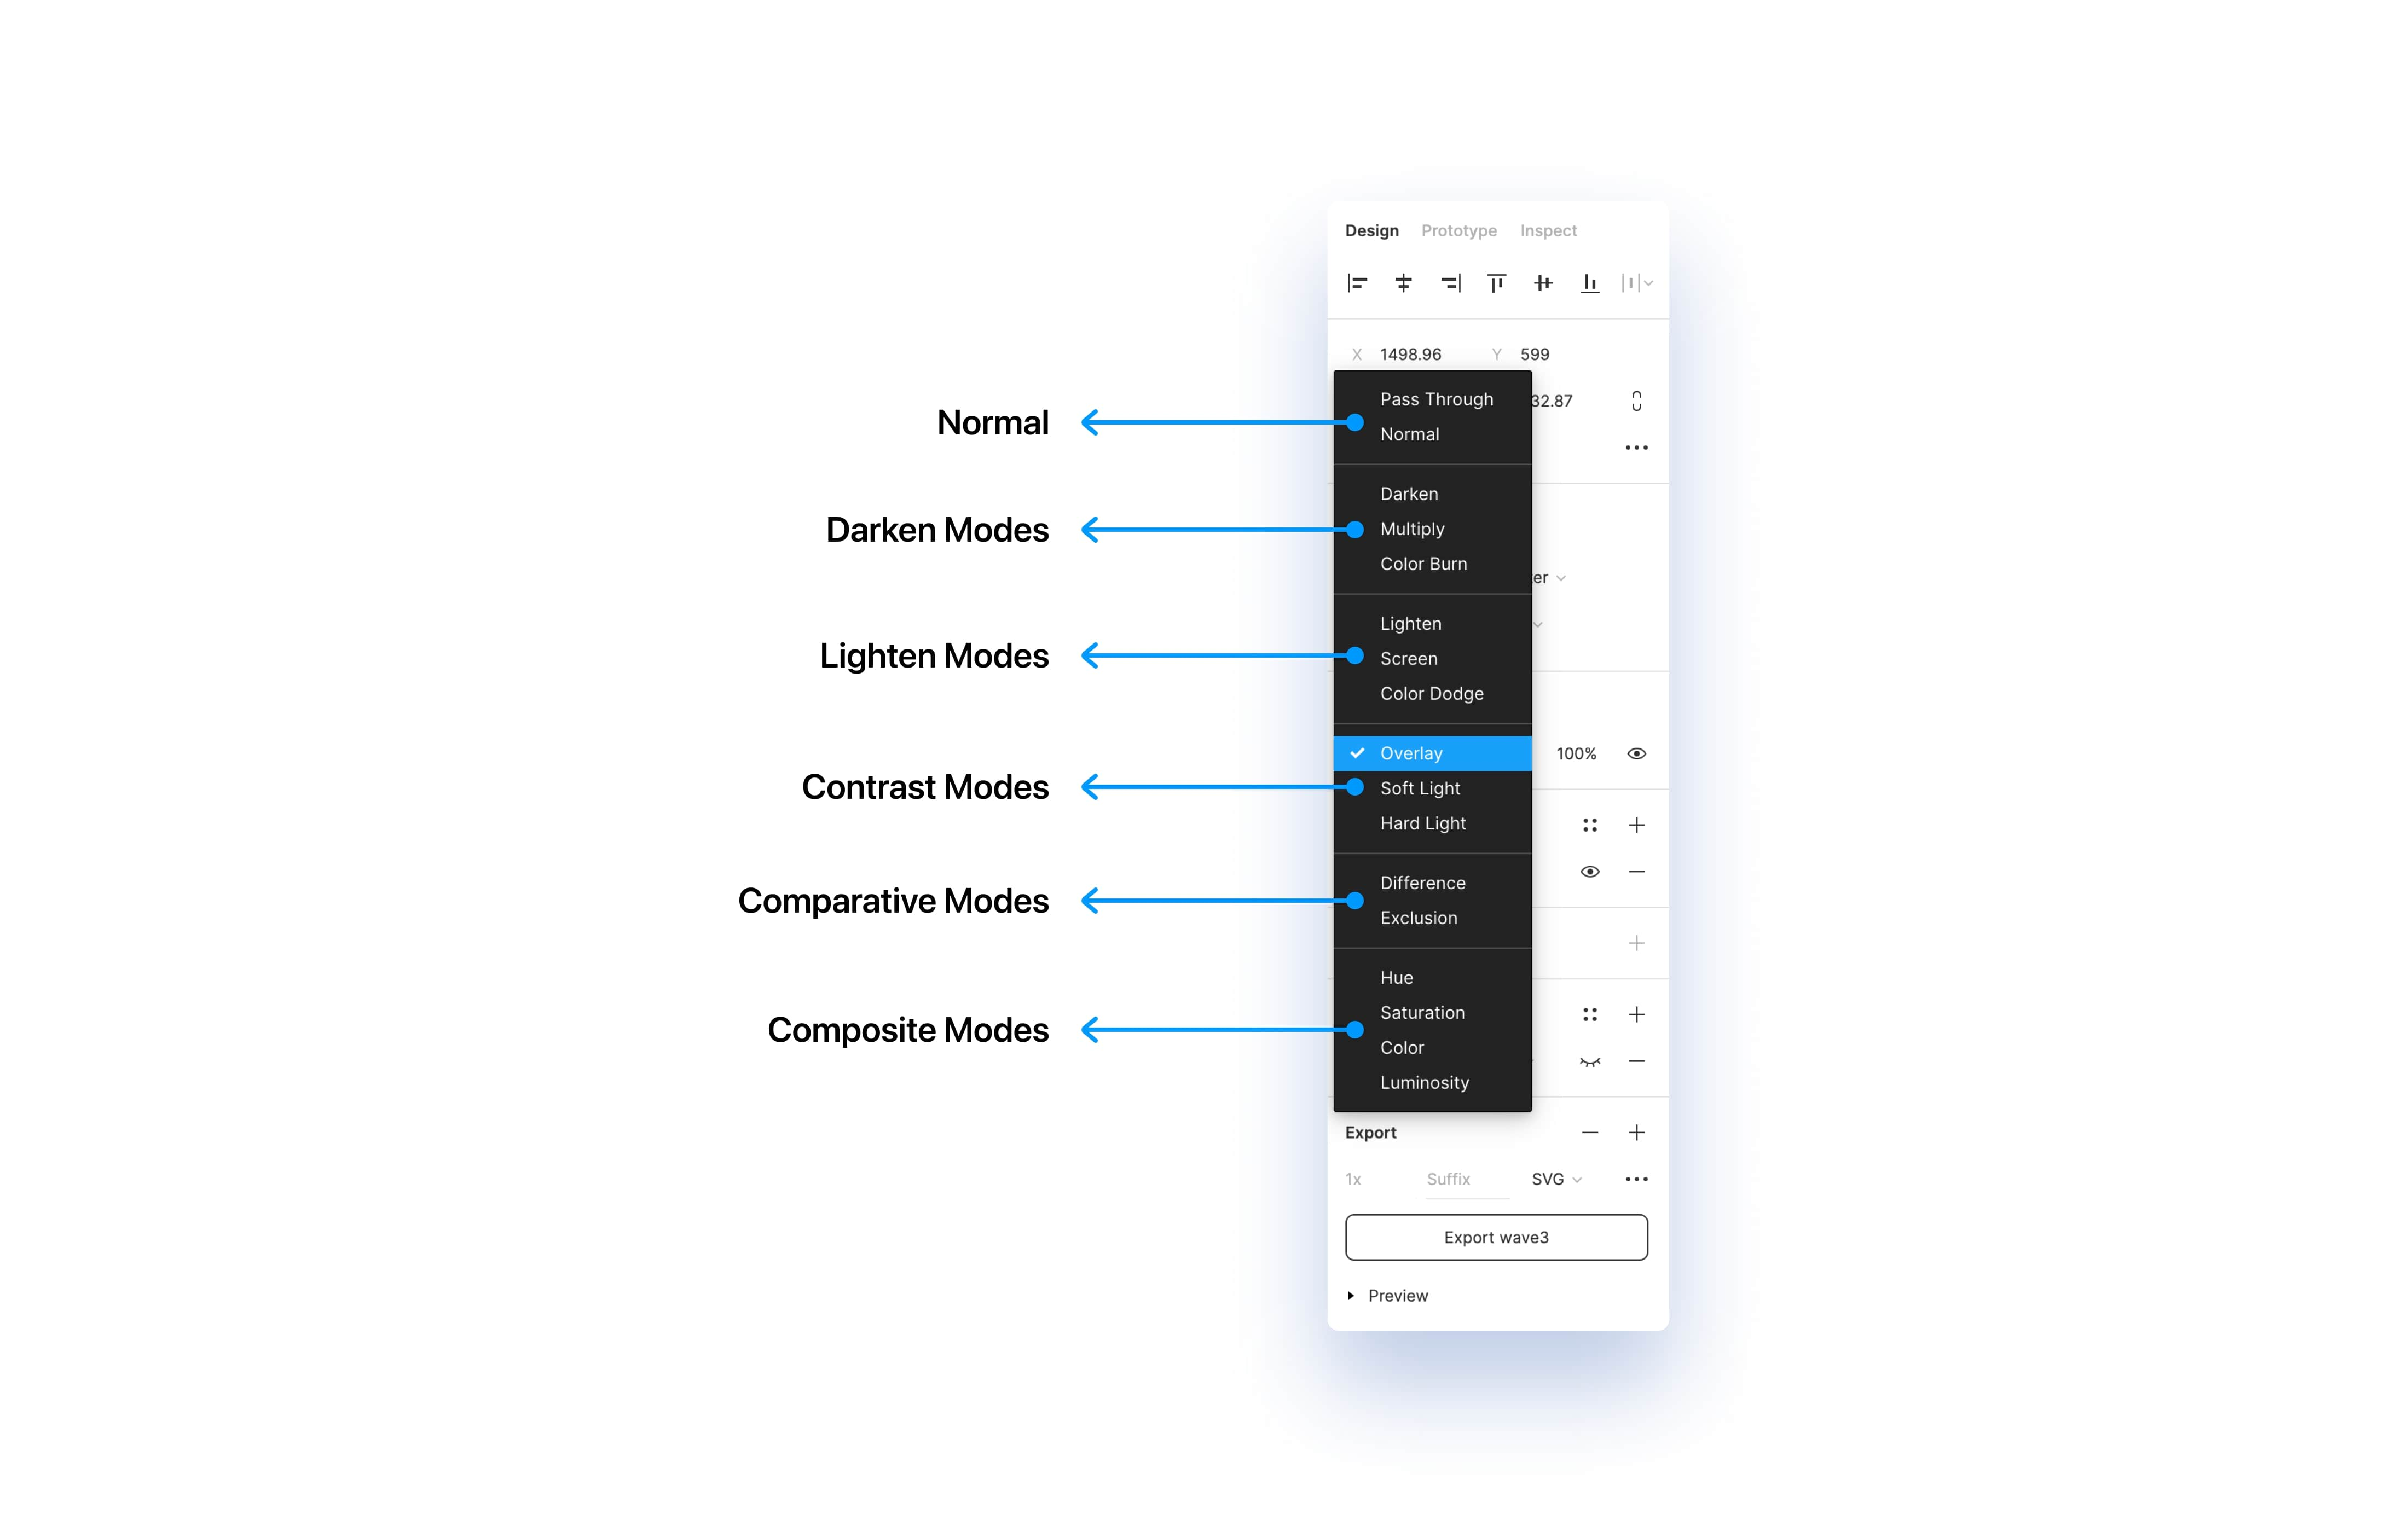 Design Prototype Inspect
X 1498.96 Y 599
Pass Through
32.87
Normal
Normal
Darken
Darken Modes
Multiply
Color Burn
er
Lighten
Lighten Modes
Screen
Color Dodge
Overlay 100%
Contrast Modes
Soft Light
Hard Light
Difference
Comparative Modes
Exclusion
Hue
Saturation
Composite Modes
Color
Luminosity
Export
1x Suffix SVG
Export wave3
Preview